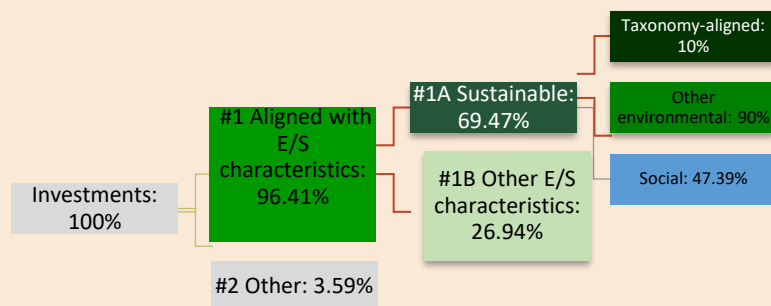 Investments:
100%
#1 Aligned with
E/S
characteristics:
96.41%
#2 Other: 3.59%
#1A Sustainable:
69.47%
#1B Other E/S
characteristics:
26.94%
Taxonomy-aligned:
10%
Other
environmental: 90%
Social: 47.39%